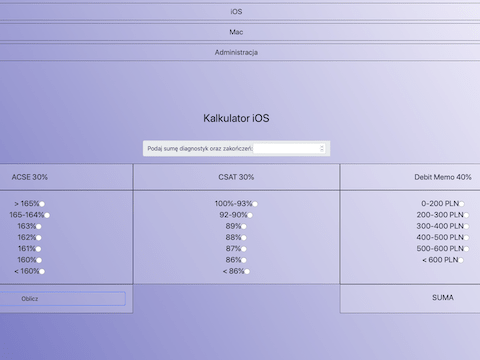 iOS
Mac
Administracja
Kalkulator iOS
Podaj sumę diagnostyk oraz zakończeń:
ACSE 30%
CSAT 30%
Debit Memo 40%
> 165%
100%-93%
0-200 PLN
165-164%
92-90%
200-300 PLN
163%
89%
300-400 PLN
162%
88%
400-500 PLN
161%
87%
500-600 PLN
160%
86%
< 600 PLN
< 160%
< 86%
Oblicz
SUMA